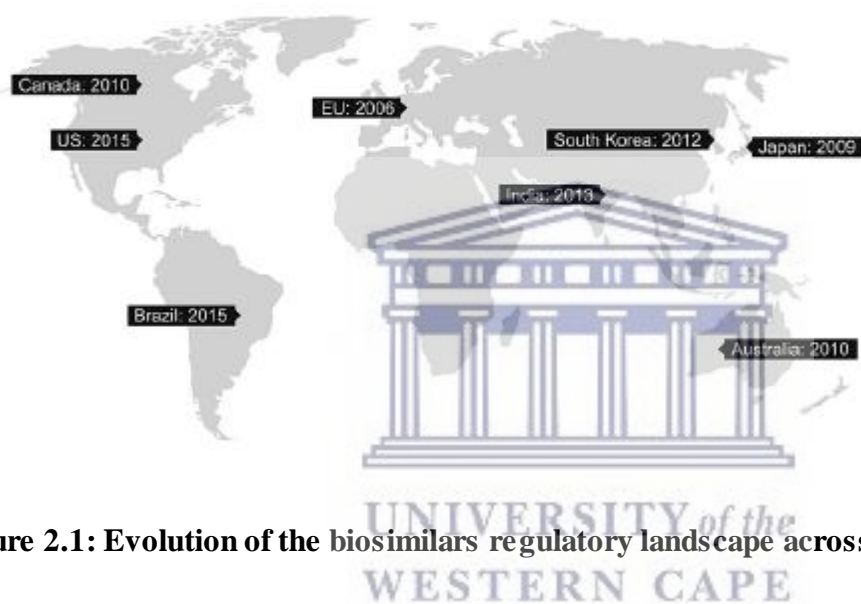 Canada: 2010
EU: 2006
US: 2015
South Korea: 2012
Japan: 2009
India: 2013
Brazil: 2015
Australia: 2010
UNIVERSITY of the
ure 2.1: Evolution of the biosimilars regulatory landscape across
WESTERN CAPE